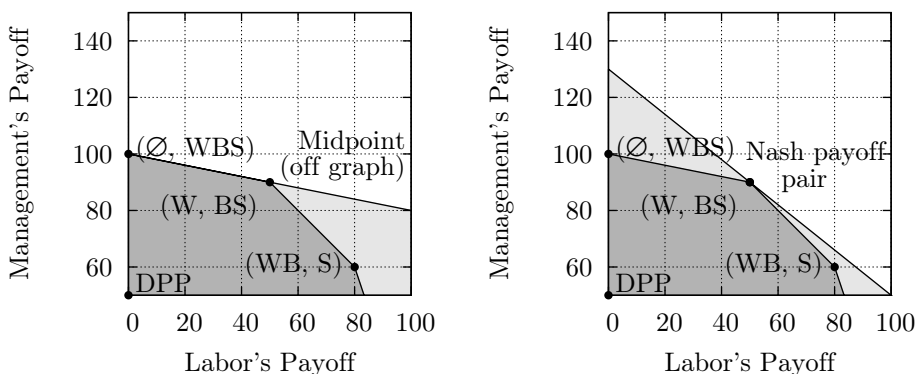 Management's Payoff
140
120
100
80
60
(∅, WBS)
Midpoint
(off graph)
(W, BS)
(WB, S)
DPP
0 20 40 60 80 100
Labor's Payoff
Management's Payoff
140
120
100
80
60
(∅, WBS)
Nash payoff
pair
(W, BS)
(WB, S)
DPP
0 20 40 60 80 100
Labor's Payoff